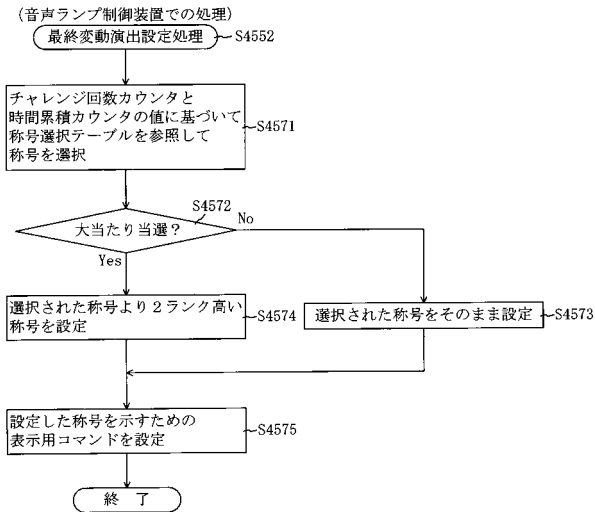 (音声ランプ制御装置での処理)
最終変動演出設定処理
S4552
チャレンジ回数カウンタと
時間累積カウンタの値に基づいて
称号選択テーブルを参照して
称号を選択
S4571
S4572
大当たり当選?
No
Yes
選択された称号より2ランク高い
称号を設定
S4574
選択された称号をそのまま設定
S4573
設定した称号を示すための
表示用コマンドを設定
S4575
終 了